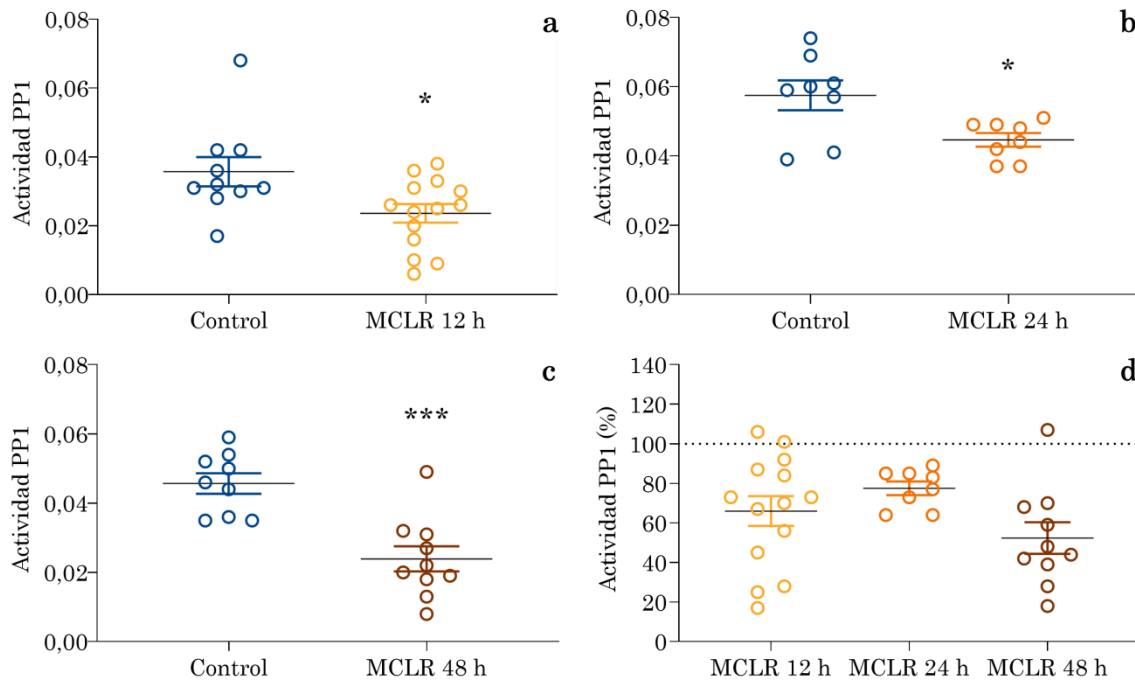 a
Actividad PP1
0,08
0,06
0,04
0,02
0,00
*
Control
MCLR 12 h
b
Actividad PP1
0,08
0,06
0,04
0,02
0,00
*
Control
MCLR 24 h
c
Actividad PP1
0,08
0,06
0,04
0,02
0,00
***
Control
MCLR 48 h
d
Actividad PP1 (%)
140
120
100
80
60
40
20
0
MCLR 12 h
MCLR 24 h
MCLR 48 h